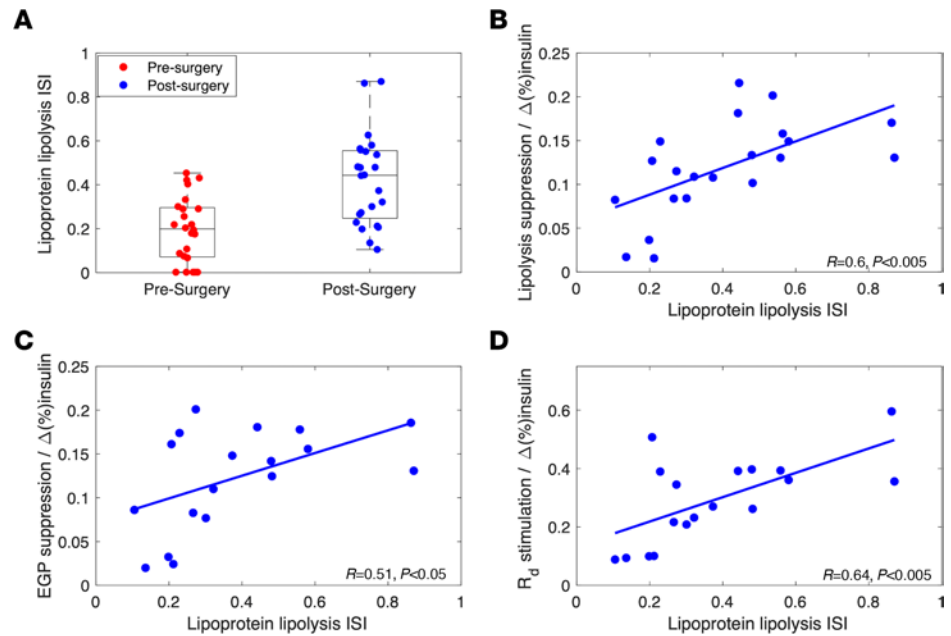 A
Lipoprotein lipolysis ISI
1
0.8
0.6
0.4
0.2
0
Pre-surgery
Post-surgery
Pre-Surgery
Post-Surgery
B
Lipolysis suppression / Δ(%)insulin
0.25
0.2
0.15
0.1
0.05
0
R=0.6, P<0.005
0 0.2 0.4 0.6 0.8 1
Lipoprotein lipolysis ISI
C
EGP suppression / Δ(%)insulin
0.25
0.2
0.15
0.1
0.05
0
R=0.51, P<0.05
0 0.2 0.4 0.6 0.8 1
Lipoprotein lipolysis ISI
D
R_d stimulation / Δ(%)insulin
0.6
0.4
0.2
0
R=0.64, P<0.005
0 0.2 0.4 0.6 0.8 1
Lipoprotein lipolysis ISI